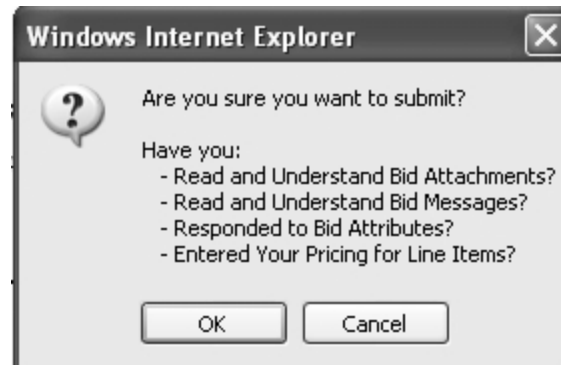 Windows Internet Explorer
Are you sure you want to submit?
Have you:
- Read and Understand Bid Attachments?
- Read and Understand Bid Messages?
- Responded to Bid Attributes?
- Entered Your Pricing for Line Items?
OK
Cancel